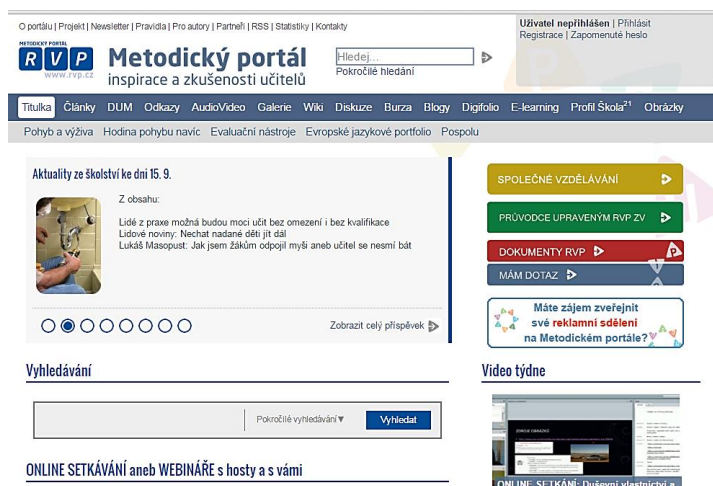 O portálu | Projekt | Newsletter | Pravidla | Pro autory | Partneři | RSS | Statistiky | Kontakty
Uživatel nepřihlášen | Přihlásit
Registrace | Zapomenuté heslo
METODICKÝ PORTÁL
RVP
www.rvp.cz
Metodický portál
inspirace a zkušenosti učitelů
Hledej...
Pokročilé hledání
Titulka Články DUM Odkazy AudioVideo Galerie Wiki Diskuze Burza Blogy Digifolio E-learning Profil Škola21 Obrázky
Pohyb a výživa Hodina pohybu navíc Evaluační nástroje Evropské jazykové portfolio Pospolu
Aktuality ze školství ke dni 15. 9.
Z obsahu:
Lidé z praxe možná budou moci učit bez omezení i bez kvalifikace
Lidové noviny: Nechat nadané děti jít dál
Lukáš Masopust: Jak jsem žákům odpojil myši aneb učitel se nesmí bát
Zobrazit celý příspěvek
SPOLEČNÉ VZDĚLÁVÁNÍ
PRŮVODCE UPRAVENÝM RVP ZV
DOKUMENTY RVP
MÁM DOTAZ
Máte zájem zveřejnit
své reklamní sdělení
na Metodickém portále?
Vyhledávání
Pokročilé vyhledávání▼
Vyhledat
ONLINE SETKÁVÁNÍ aneb WEBINÁŘE s hosty a s vámi
Video týdne
ONLINE SETKÁNÍ: Duševní vlastnictví a